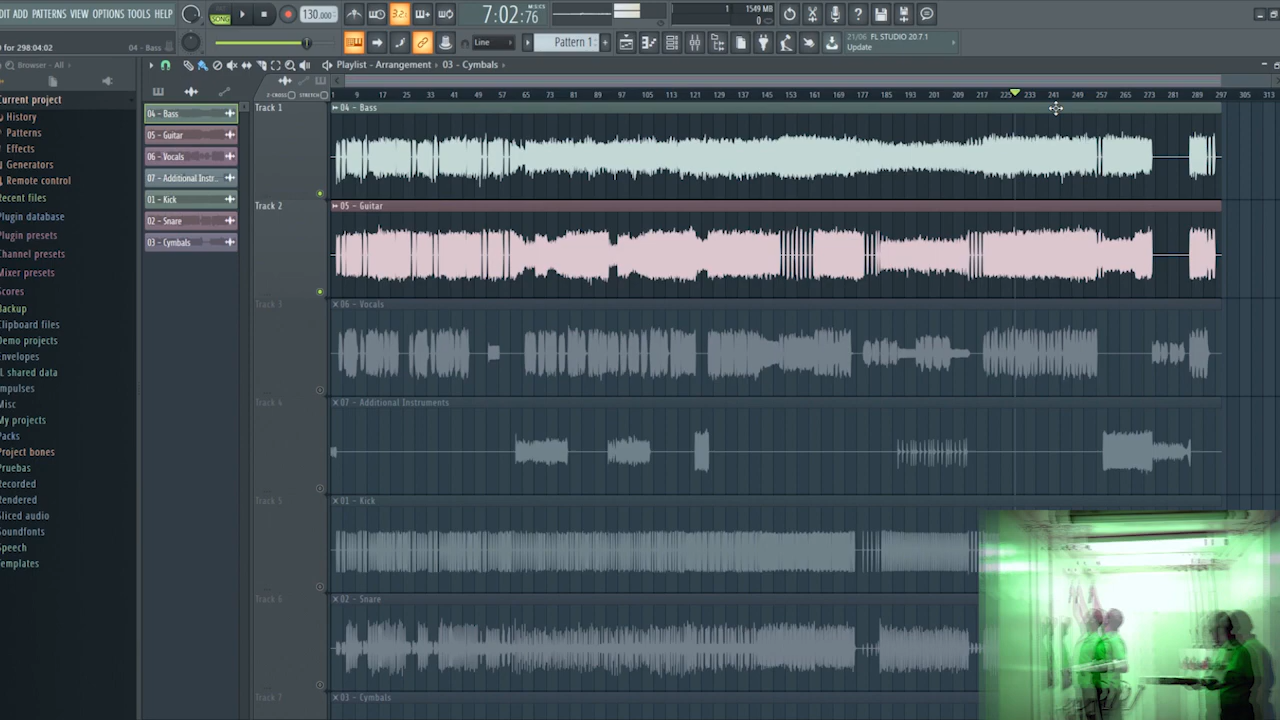 EDIT ADD PATTERNS VIEW OPTIONS TOOLS HELP
SONG
130.000
3.2
7:02:76
M:S:CS
1
1549 MB
0
for 298:04:02
04 - Bass
Line
Pattern 1
21/06 FL STUDIO 20.7.1
Update
Browser - All
Playlist - Arrangement › 03 - Cymbals ›
Z-CROSS
STRETCH
1 9 17 25 33 41 49 57 65 73 81 89 97 105 113 121 129 137 145 153 161 169 177 185 193 201 209 217 225 233 241 249 257 265 273 281 289 297 305 313
Current project
History
Patterns
Effects
Generators
Remote control
Recent files
Plugin database
Plugin presets
Channel presets
Mixer presets
Scores
Backup
Clipboard files
Demo projects
Envelopes
IL shared data
Impulses
Misc
My projects
Packs
Project bones
Pruebas
Recorded
Rendered
Sliced audio
Soundfonts
Speech
Templates
04 - Bass
05 - Guitar
06 - Vocals
07 - Additional Instr..
01 - Kick
02 - Snare
03 - Cymbals
Track 1
04 - Bass
Track 2
05 - Guitar
Track 3
06 - Vocals
Track 4
07 - Additional Instruments
Track 5
01 - Kick
Track 6
02 - Snare
Track 7
03 - Cymbals